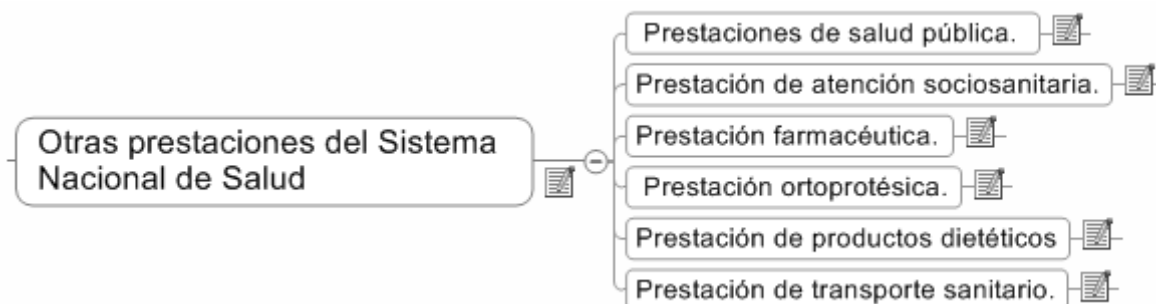 Prestaciones de salud pública.
Prestación de atención sociosanitaria.
Otras prestaciones del Sistema
Nacional de Salud
Prestación farmacéutica.
Prestación ortoprotésica.
Prestación de productos dietéticos
Prestación de transporte sanitario.